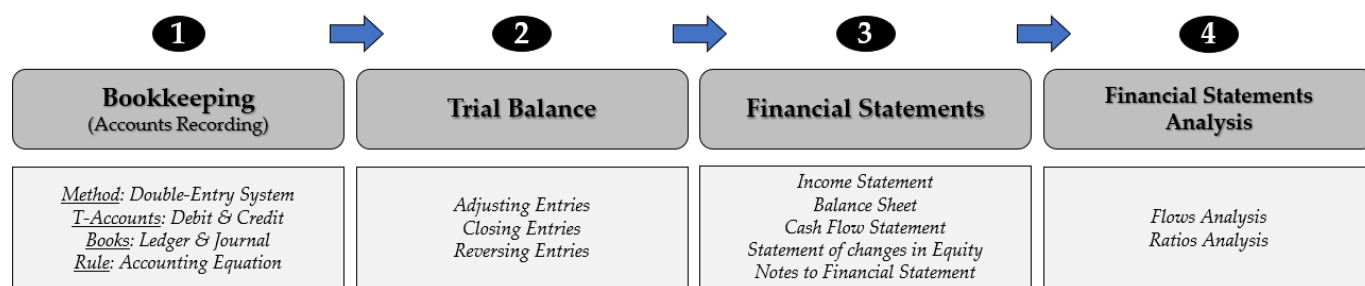 1
2
3
4
Bookkeeping
(Accounts Recording)
Trial Balance
Financial Statements
Financial Statements
Analysis
Method: Double-Entry System
T-Accounts: Debit & Credit
Books: Ledger & Journal
Rule: Accounting Equation
Adjusting Entries
Closing Entries
Reversing Entries
Income Statement
Balance Sheet
Cash Flow Statement
Statement of changes in Equity
Notes to Financial Statement
Flows Analysis
Ratios Analysis